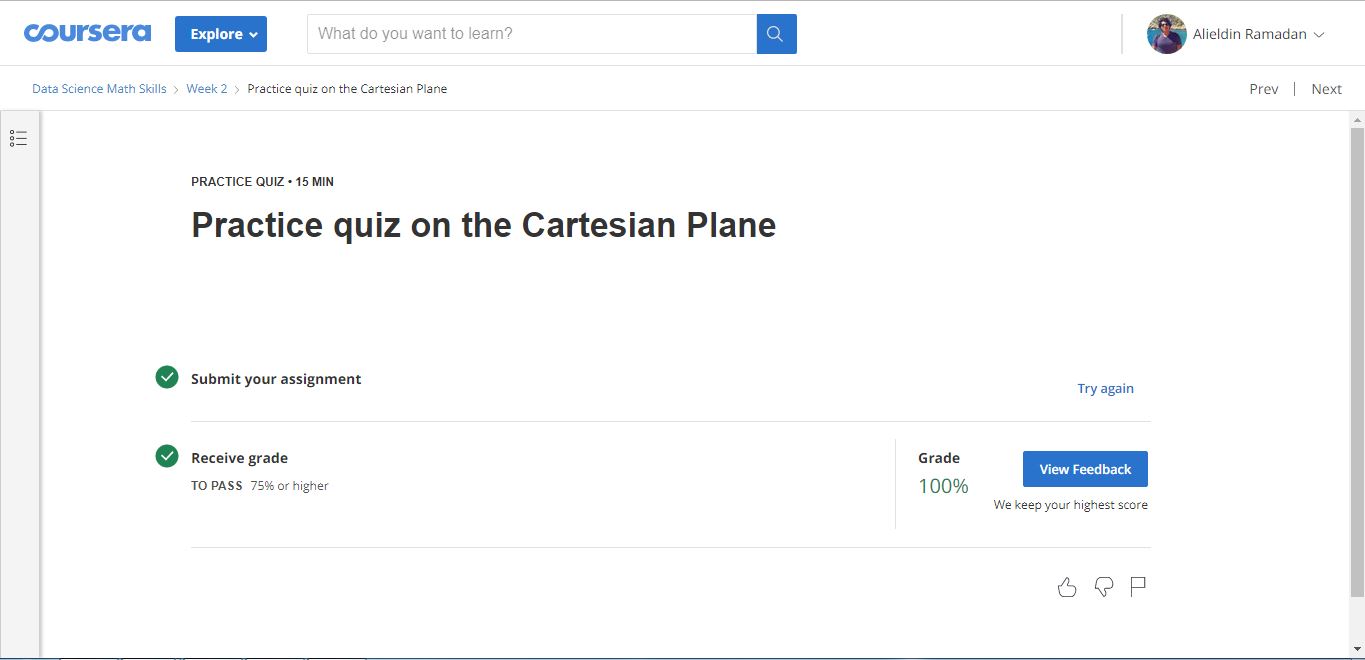 coursera Explore What do you want to learn? Alieldin Ramadan
Data Science Math Skills > Week 2 > Practice quiz on the Cartesian Plane Prev | Next
PRACTICE QUIZ • 15 MIN
Practice quiz on the Cartesian Plane
Submit your assignment
Try again
Receive grade
TO PASS 75% or higher
Grade
100%
View Feedback
We keep your highest score